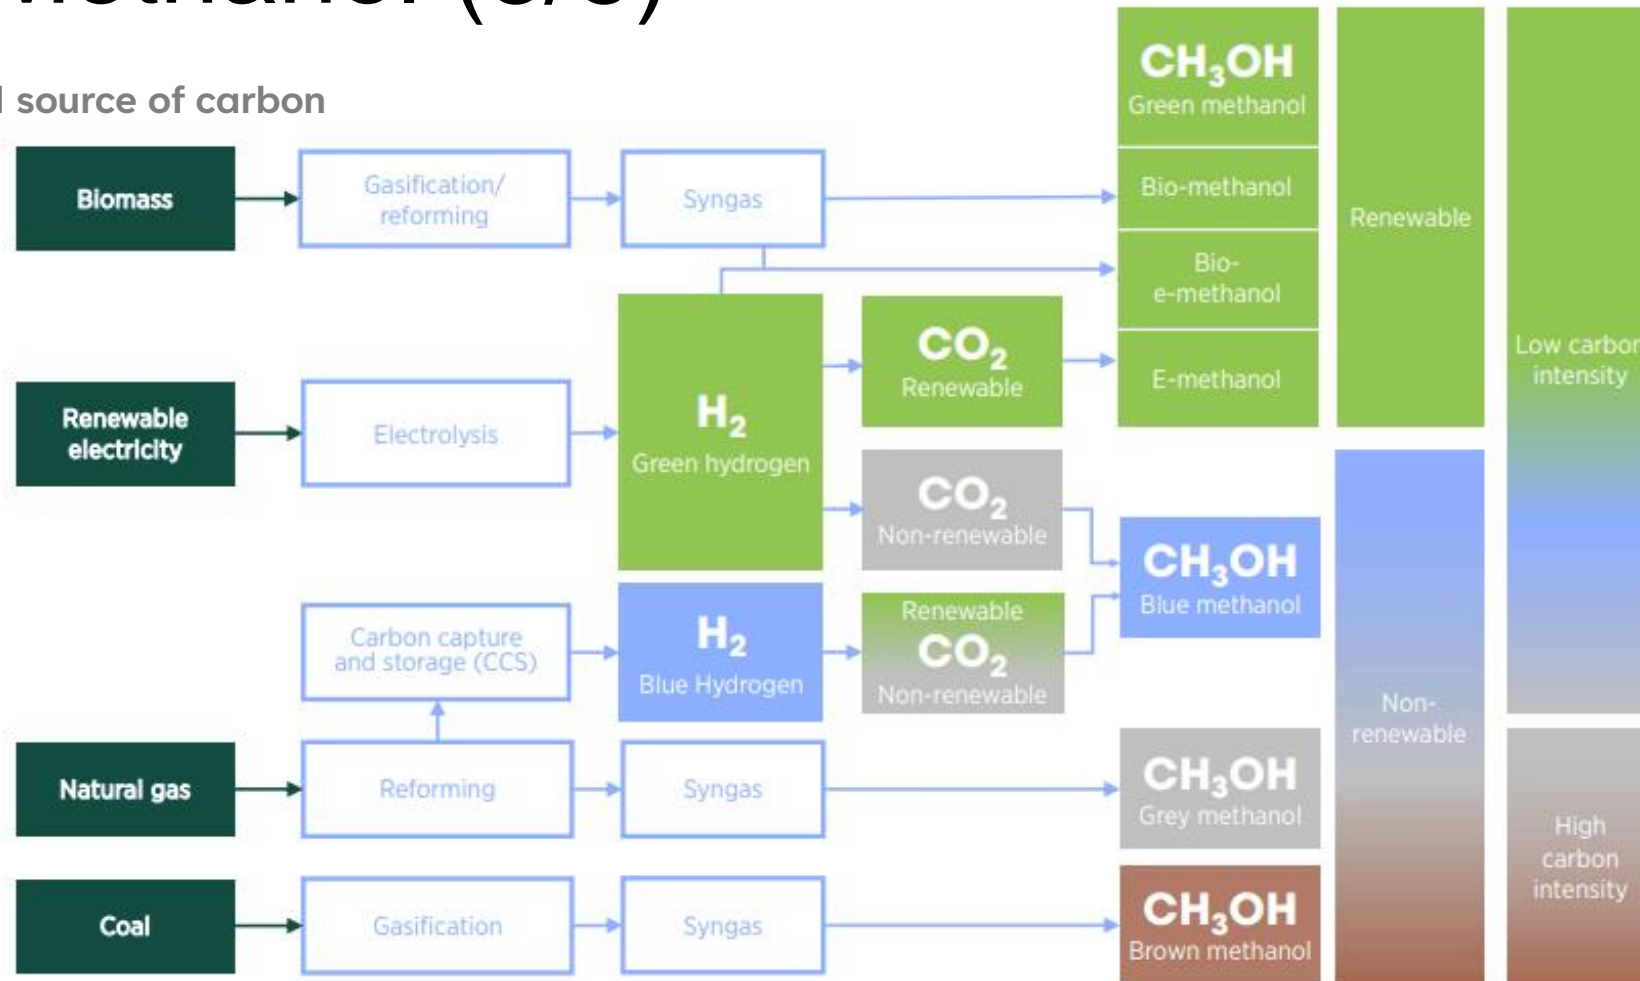 Methanol (3/3)
source of carbon
Biomass
Gasification/
reforming
Syngas
CH₃OH
Green methanol
Bio-methanol
Bio-
e-methanol
E-methanol
Renewable
Low carbon
intensity
Renewable
electricity
Electrolysis
H₂
Green hydrogen
CO₂
Renewable
CO₂
Non-renewable
CH₃OH
Blue methanol
Carbon capture
and storage (CCS)
H₂
Blue Hydrogen
Renewable
CO₂
Non-renewable
Non-
renewable
Natural gas
Reforming
Syngas
CH₃OH
Grey methanol
High
carbon
intensity
Coal
Gasification
Syngas
CH₃OH
Brown methanol